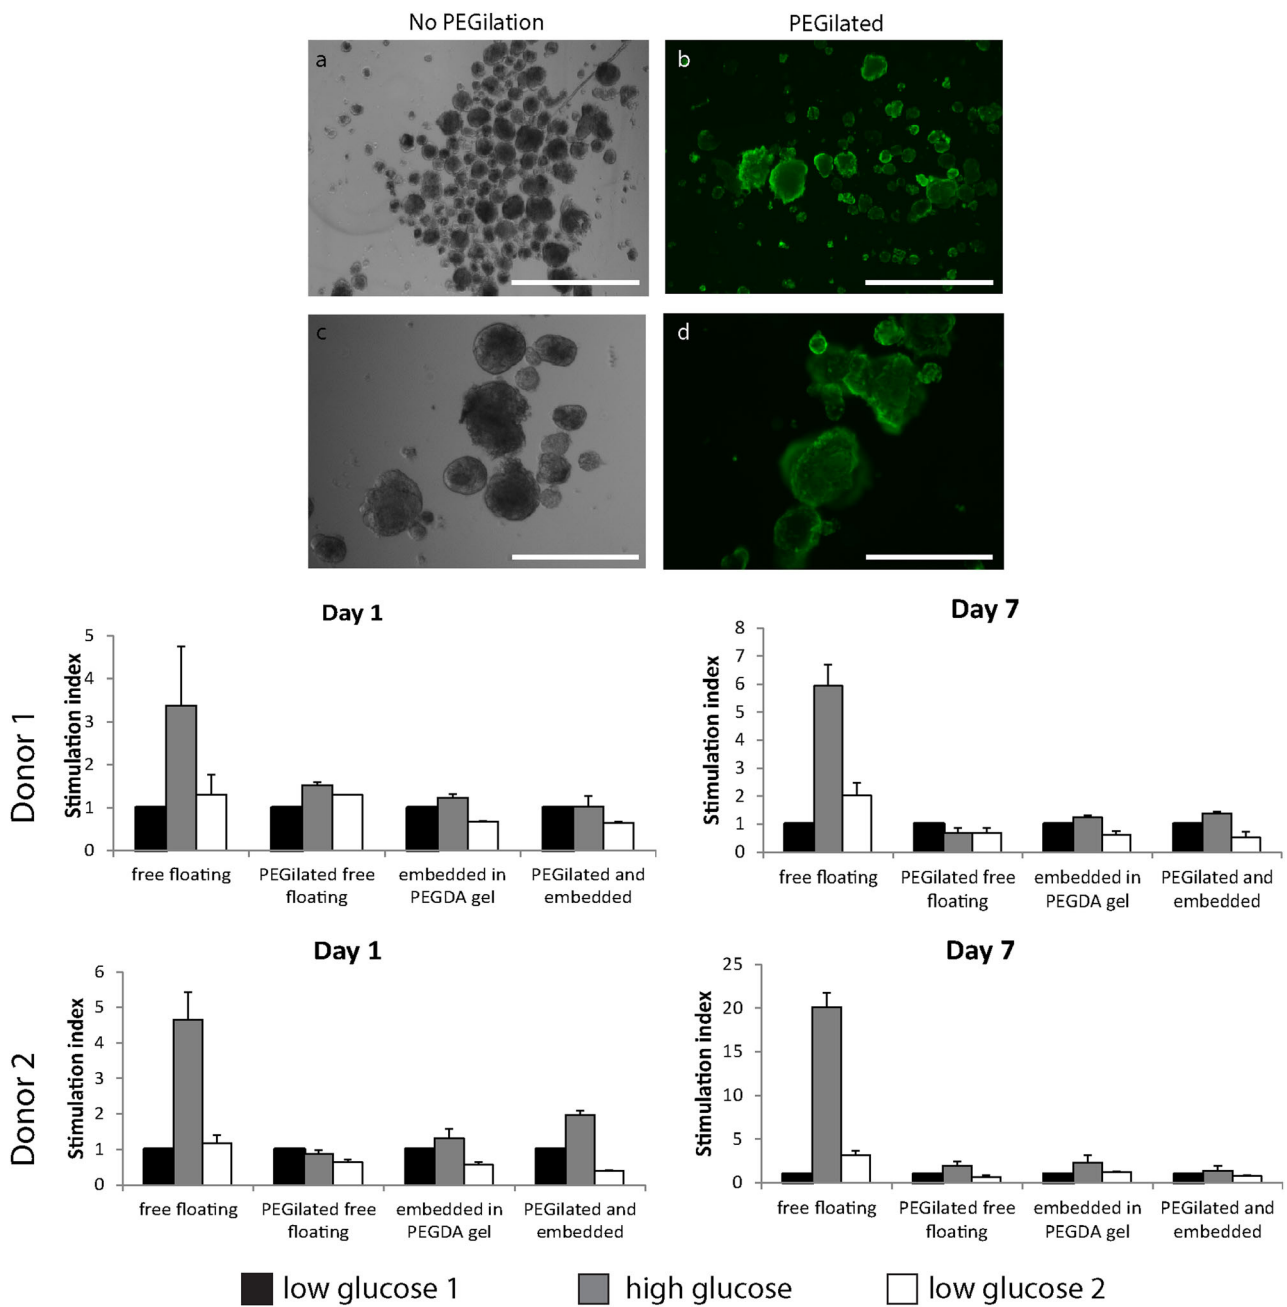 No PEGilation
PEGilated
a
b
c
d
Donor 1
Day 1
Stimulation index
5
4
3
2
1
0
free floating
PEGilated free
floating
embedded in
PEGDA gel
PEGilated and
embedded
Day 7
Stimulation index
8
7
6
5
4
3
2
1
0
free floating
PEGilated free
floating
embedded in
PEGDA gel
PEGilated and
embedded
Donor 2
Day 1
Stimulation index
6
5
4
3
2
1
0
free floating
PEGilated free
floating
embedded in
PEGDA gel
PEGilated and
embedded
Day 7
Stimulation index
25
20
15
10
5
0
free floating
PEGilated free
floating
embedded in
PEGDA gel
PEGilated and
embedded
low glucose 1
high glucose
low glucose 2